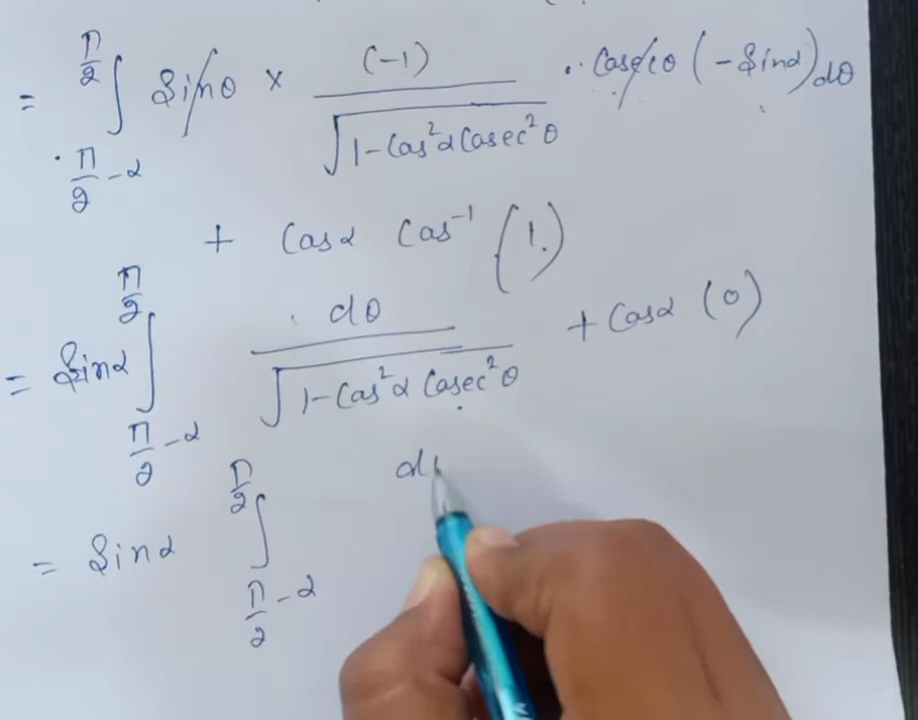 = ∫_{π/2 - α}^{π/2} Sinθ × (-1)/√(1-Cos²α Cosec²θ) · Cosecθ (-Sinα) dθ
+ Cosα Cos⁻¹ (1)
= Sinα ∫_{π/2 - α}^{π/2} dθ/√(1-Cos²α Cosec²θ) + Cosα (0)
= Sinα ∫_{π/2 - α}^{π/2} d